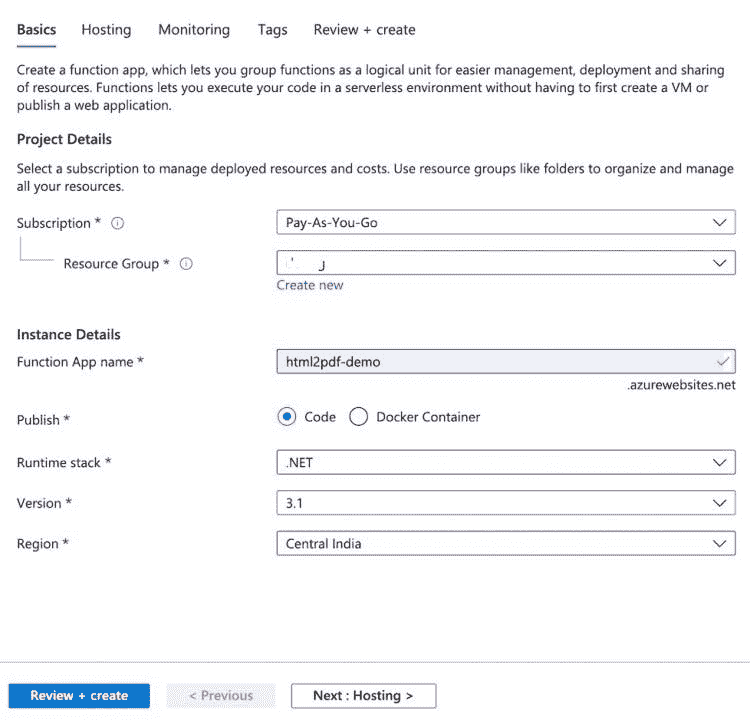 Basics Hosting Monitoring Tags Review + create
Create a function app, which lets you group functions as a logical unit for easier management, deployment and sharing
of resources. Functions lets you execute your code in a serverless environment without having to first create a VM or
publish a web application.
Project Details
Select a subscription to manage deployed resources and costs. Use resource groups like folders to organize and manage
all your resources.
Subscription * Pay-As-You-Go
Resource Group *
Create new
Instance Details
Function App name * html2pdf-demo
.azurewebsites.net
Publish * Code Docker Container
Runtime stack * .NET
Version * 3.1
Region * Central India
Review + create < Previous Next : Hosting >